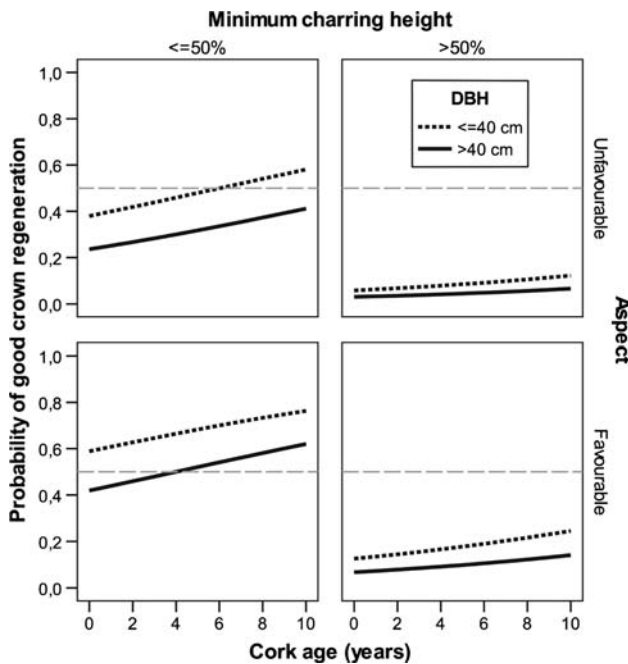 Minimum charring height
<=50%
>50%
Probability of good crown regeneration
1,0
0,8
0,6
0,4
0,2
0,0
DBH
<=40 cm
>40 cm
Unfavourable
Aspect
1,0
0,8
0,6
0,4
0,2
0,0
Favourable
0 2 4 6 8 10
0 2 4 6 8 10
Cork age (years)